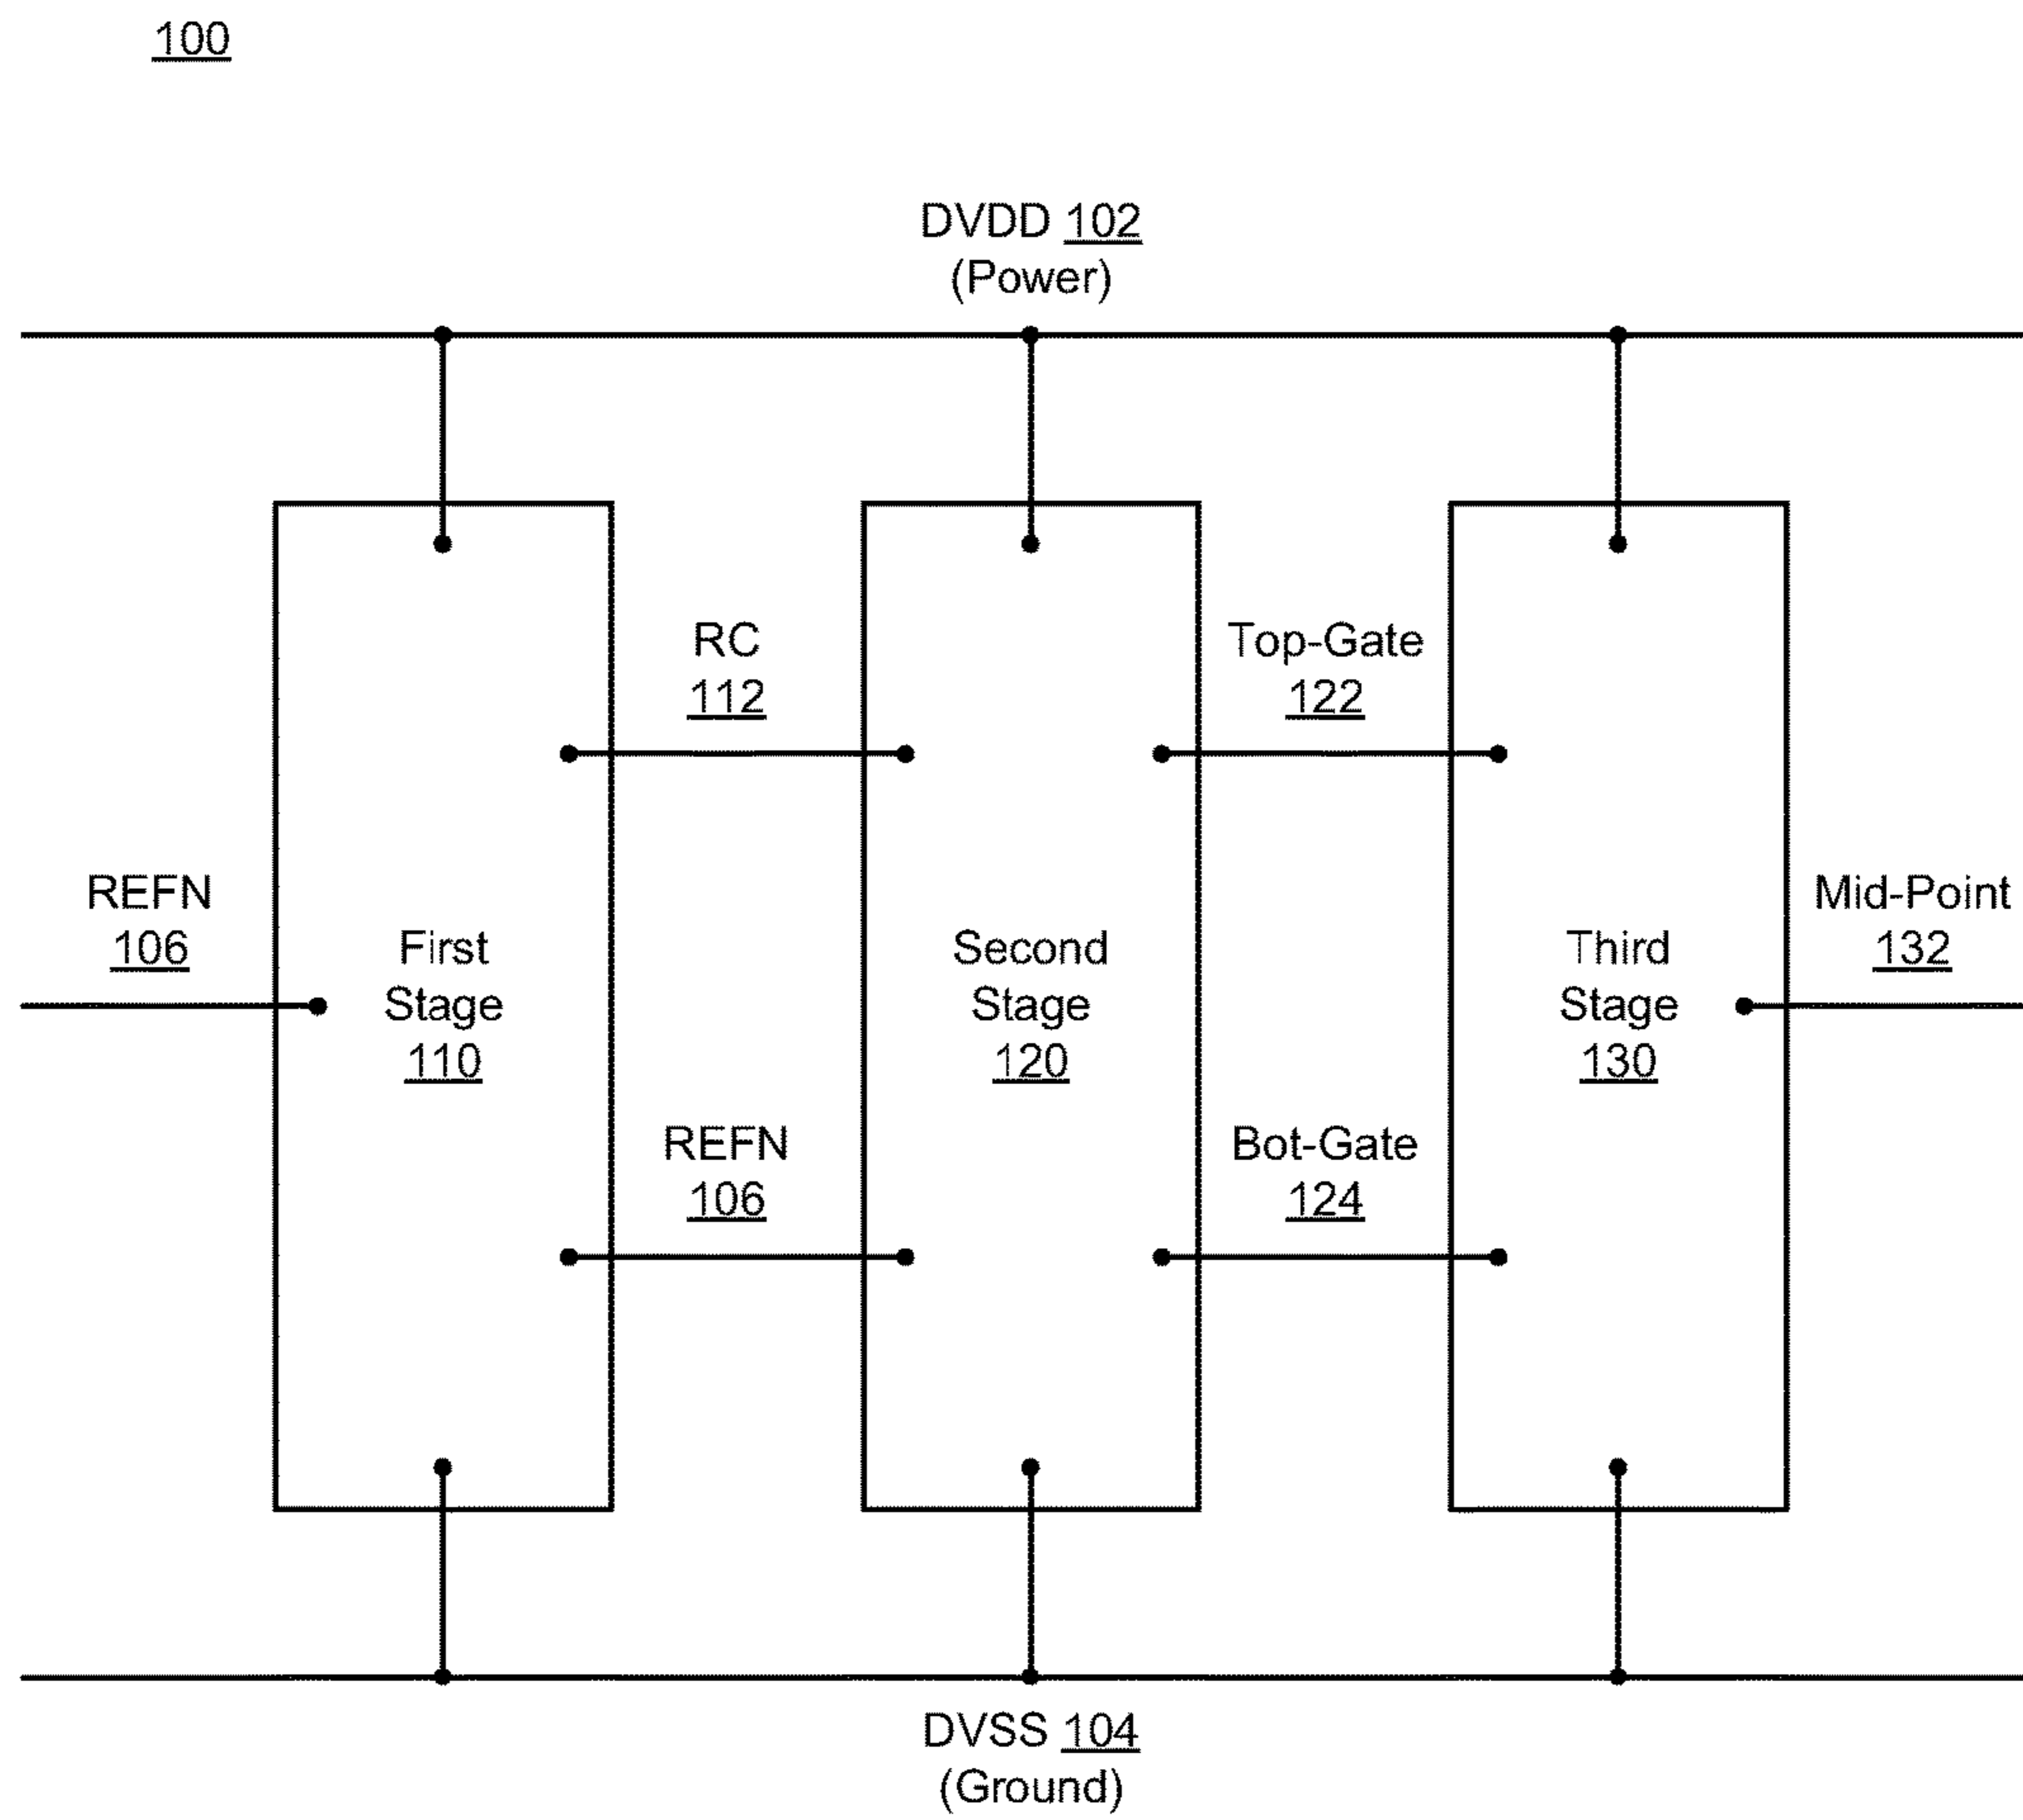 100
DVDD 102
(Power)
RC
112
Top-Gate
122
REFN
106
First
Stage
110
Second
Stage
120
Third
Stage
130
Mid-Point
132
REFN
106
Bot-Gate
124
DVSS 104
(Ground)